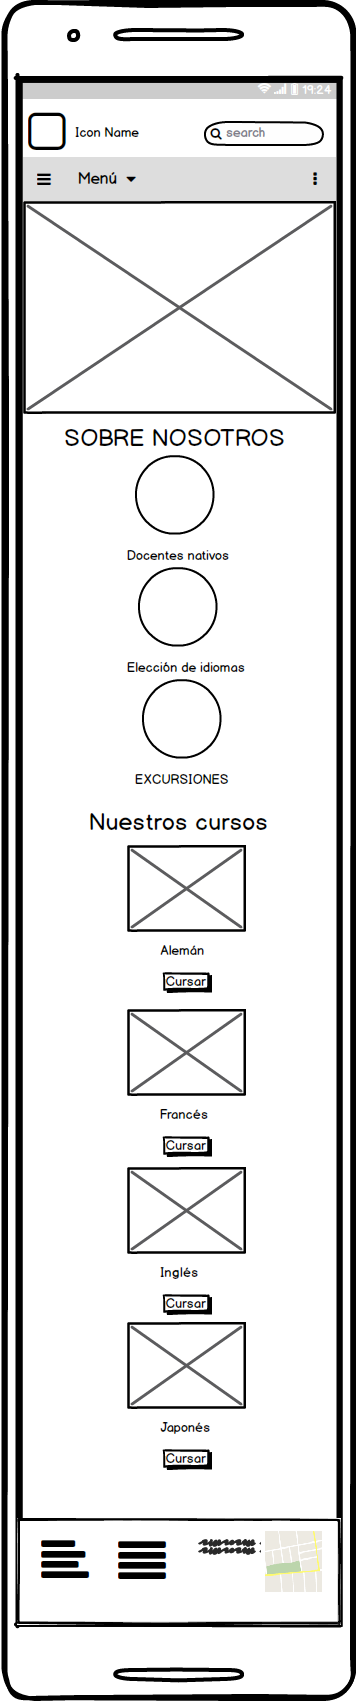 19:24
Icon Name
search
Menú
SOBRE NOSOTROS
Docentes nativos
Elección de idiomas
EXCURSIONES
Nuestros cursos
Alemán
Cursar
Francés
Cursar
Inglés
Cursar
Japonés
Cursar